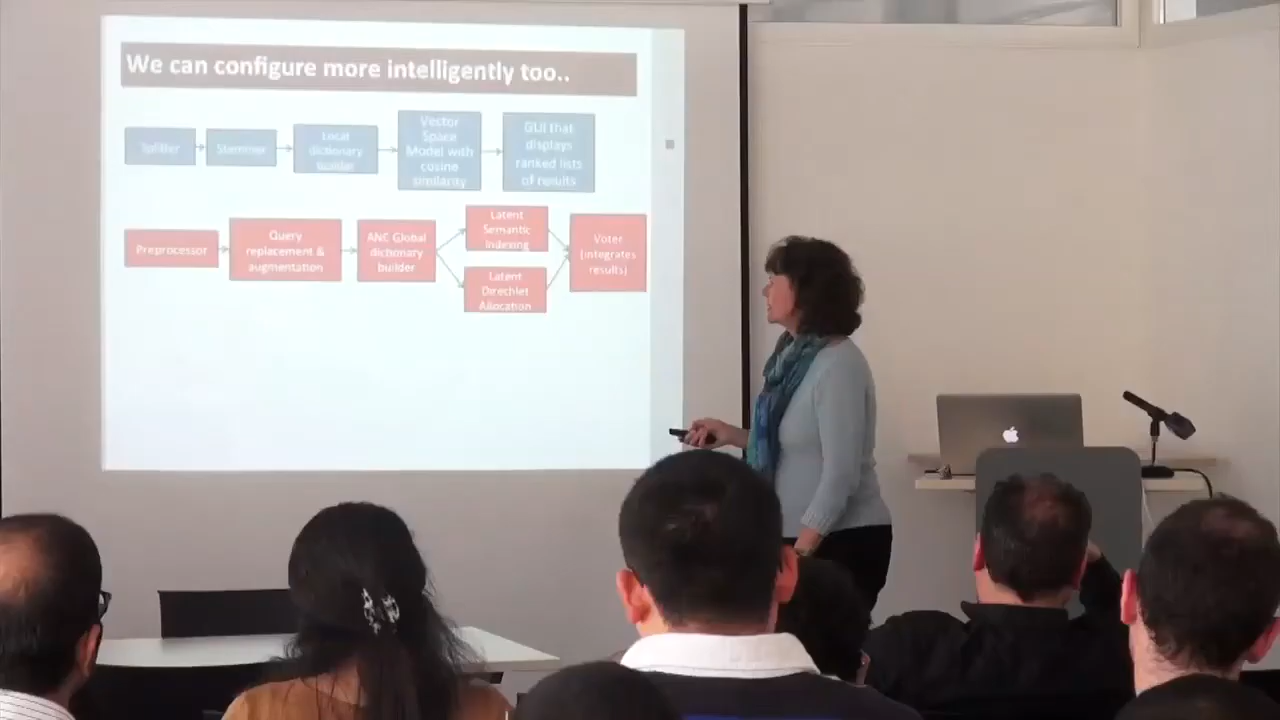 We can configure more intelligently too..
Splitter
Stemmer
Local
dictionary
builder
Vector
Space
Model with
cosine
similarity
GUI that
displays
ranked lists
of results
Preprocessor
Query
replacement &
augmentation
ANC Global
dictionary
builder
Latent
Semantic
Indexing
Latent
Direchlet
Allocation
Voter
(integrates
results)